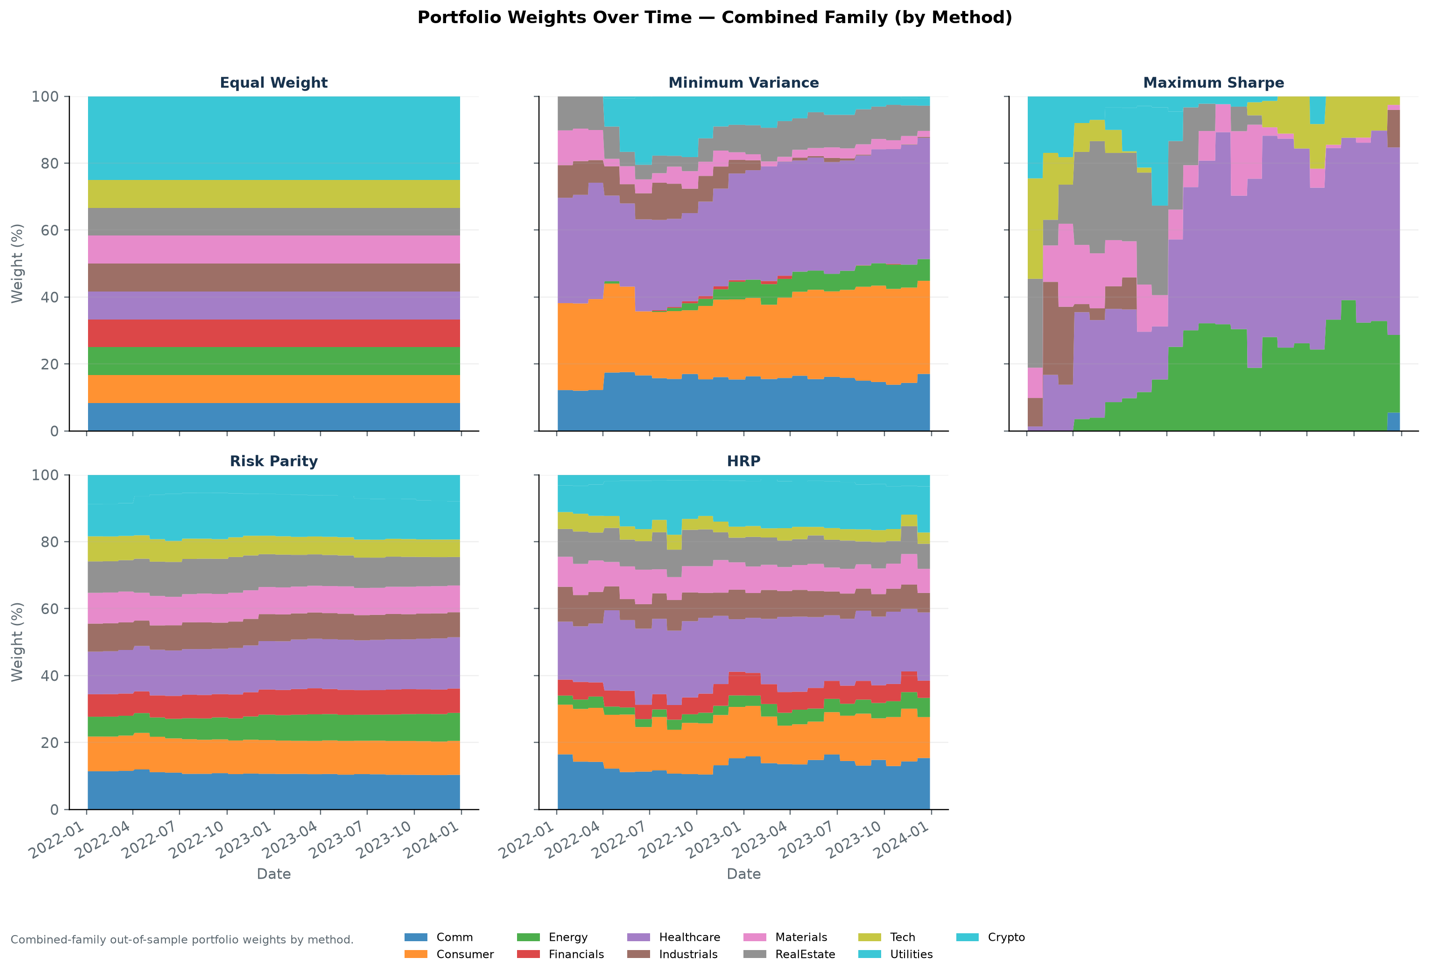 Portfolio Weights Over Time — Combined Family (by Method)
Equal Weight
Minimum Variance
Maximum Sharpe
100
80
60
40
20
0
Weight (%)
Risk Parity
HRP
100
80
60
40
20
0
Weight (%)
2022-01
2022-04
2022-07
2022-10
2023-01
2023-04
2023-07
2023-10
2024-01
Date
2022-01
2022-04
2022-07
2022-10
2023-01
2023-04
2023-07
2023-10
2024-01
Date
Combined-family out-of-sample portfolio weights by method.
Comm
Consumer
Energy
Financials
Healthcare
Industrials
Materials
RealEstate
Tech
Utilities
Crypto